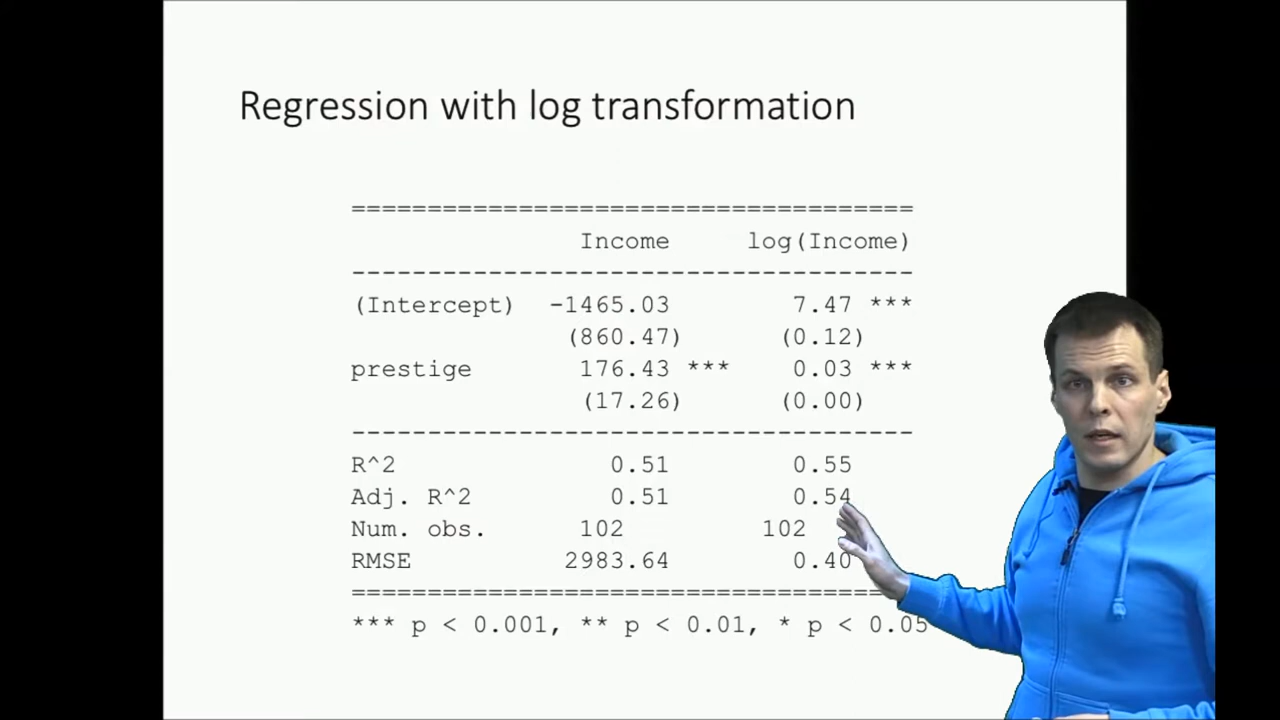 Regression with log transformation
=====================================
Income log(Income)
-------------------------------------
(Intercept) -1465.03 7.47 ***
(860.47) (0.12)
prestige 176.43 *** 0.03 ***
(17.26) (0.00)
-------------------------------------
R^2 0.51 0.55
Adj. R^2 0.51 0.54
Num. obs. 102 102
RMSE 2983.64 0.40
=====================================
*** p < 0.001, ** p < 0.01, * p < 0.05